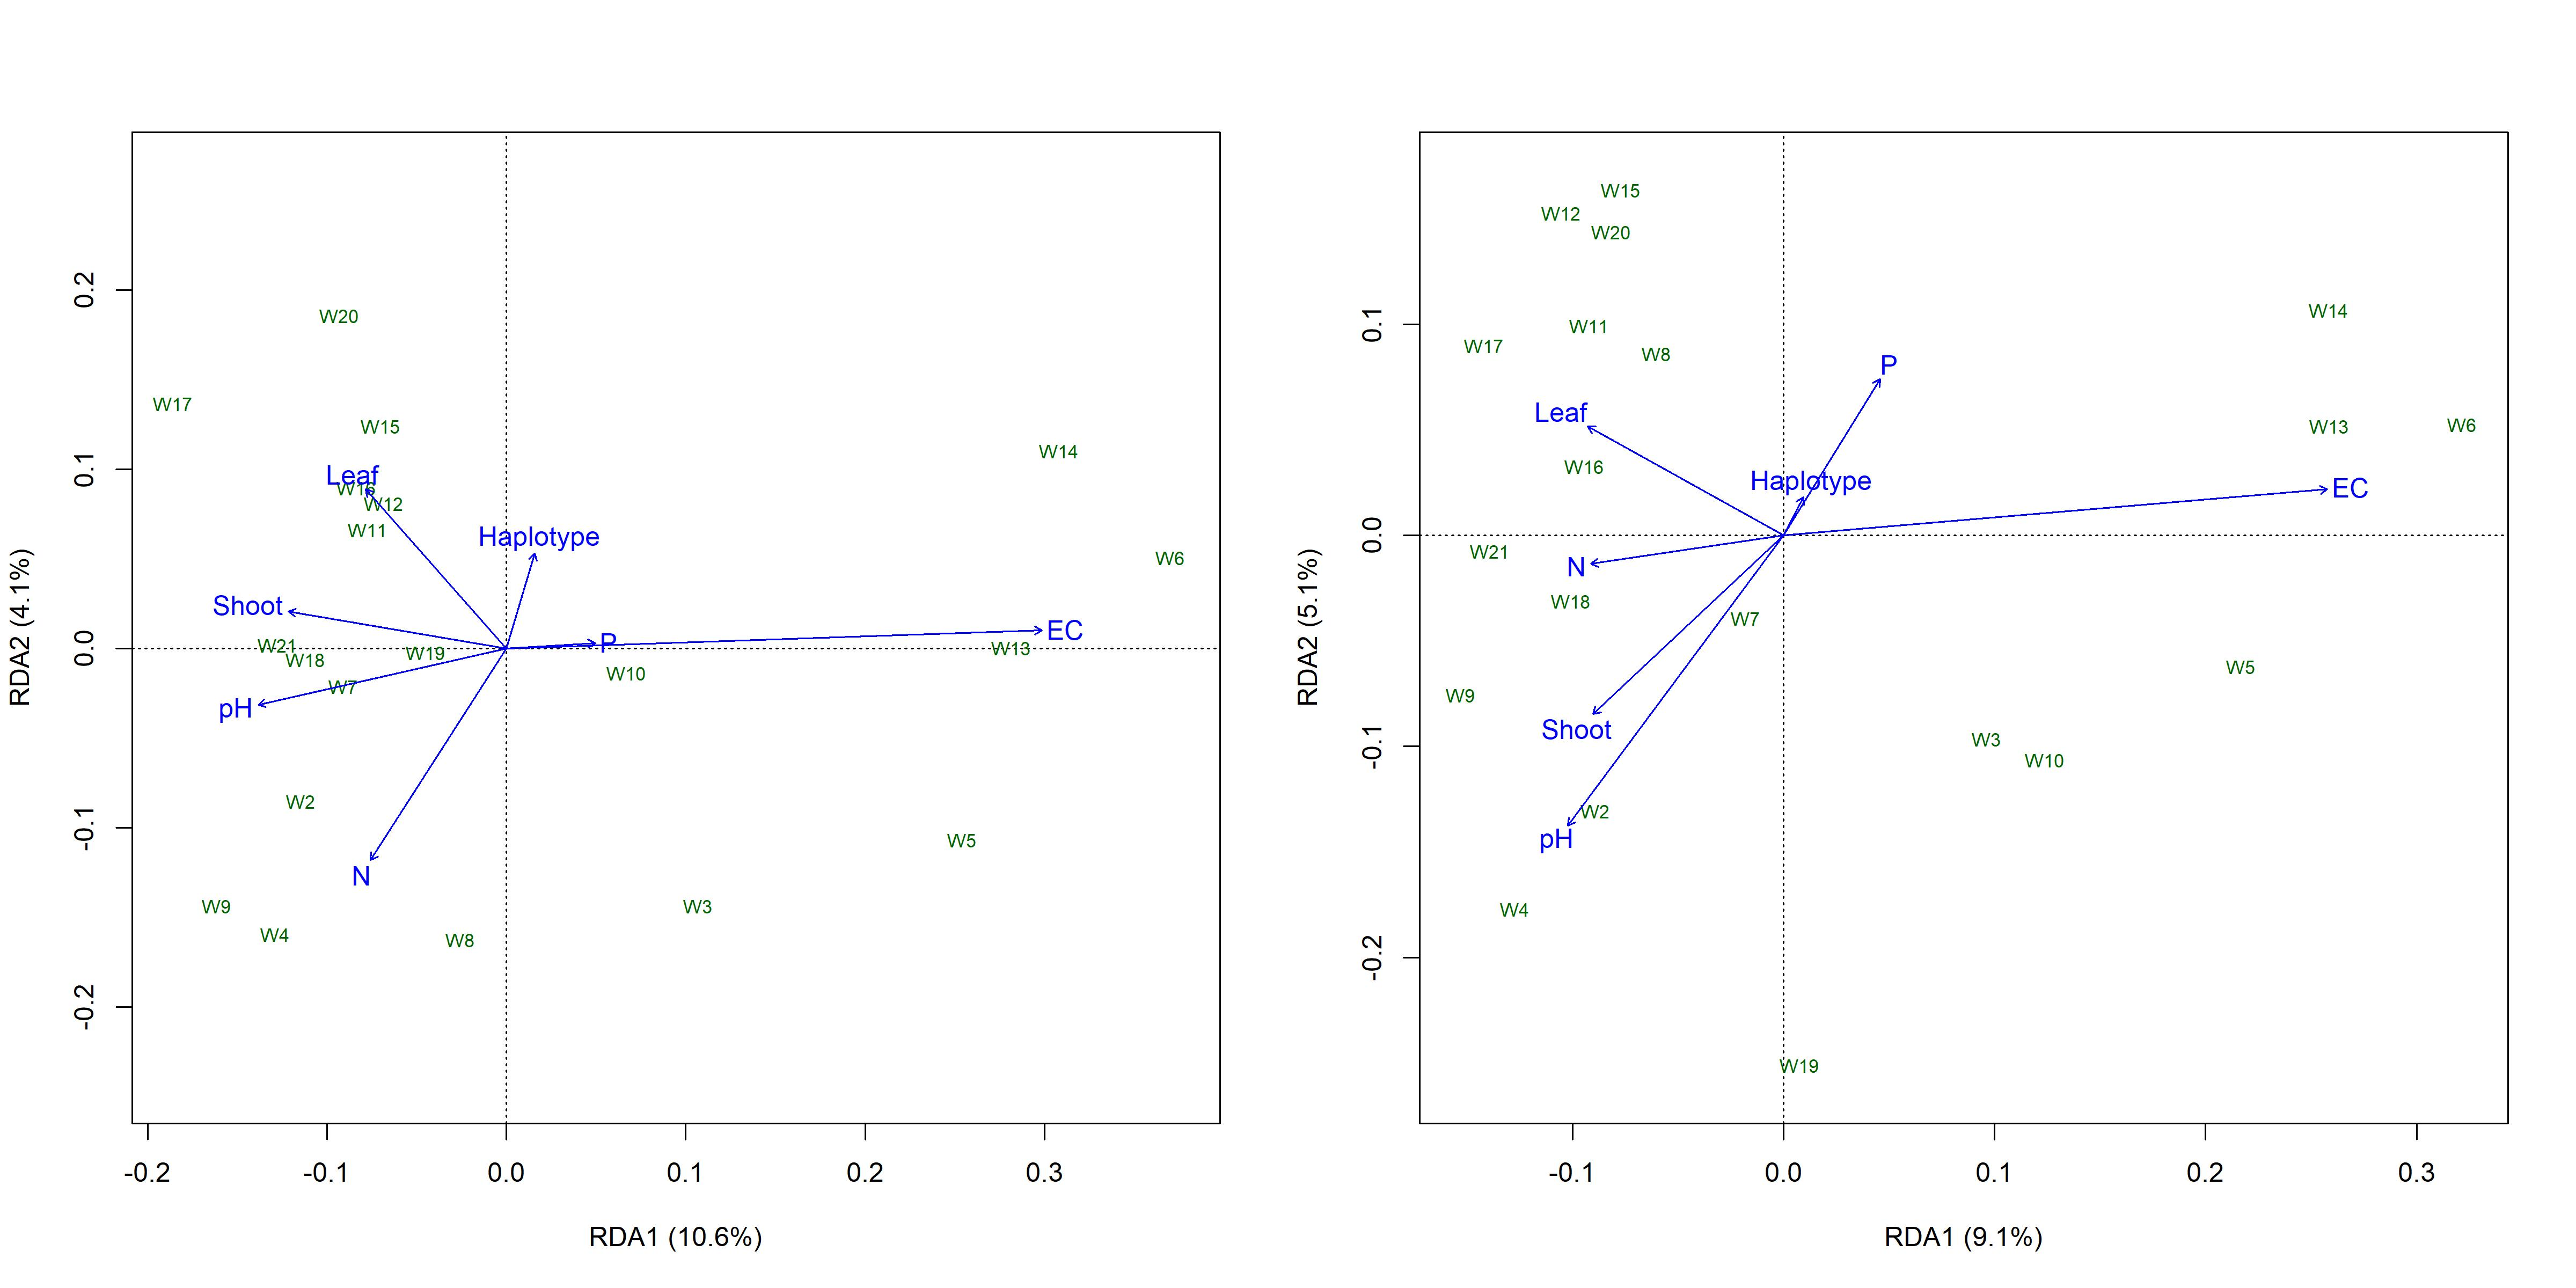 W20
W17
W15
W14
Leaf
W16
W12
W11
Haplotype
W6
Shoot
EC
P
W21
W18
W19
W13
W10
W7
pH
W2
W5
N
W9
W3
W4
W8
0.2
0.1
0.0
-0.1
-0.2
RDA2 (4.1%)
-0.2 -0.1 0.0 0.1 0.2 0.3
RDA1 (10.6%)
W15
W12
W20
W14
W11
W17
W8
P
Leaf
W13
W6
W16
Haplotype
EC
W21
N
W18
W7
W5
W9
Shoot
W3
W10
W2
pH
W4
W19
0.1
0.0
-0.1
-0.2
RDA2 (5.1%)
-0.1 0.0 0.1 0.2 0.3
RDA1 (9.1%)